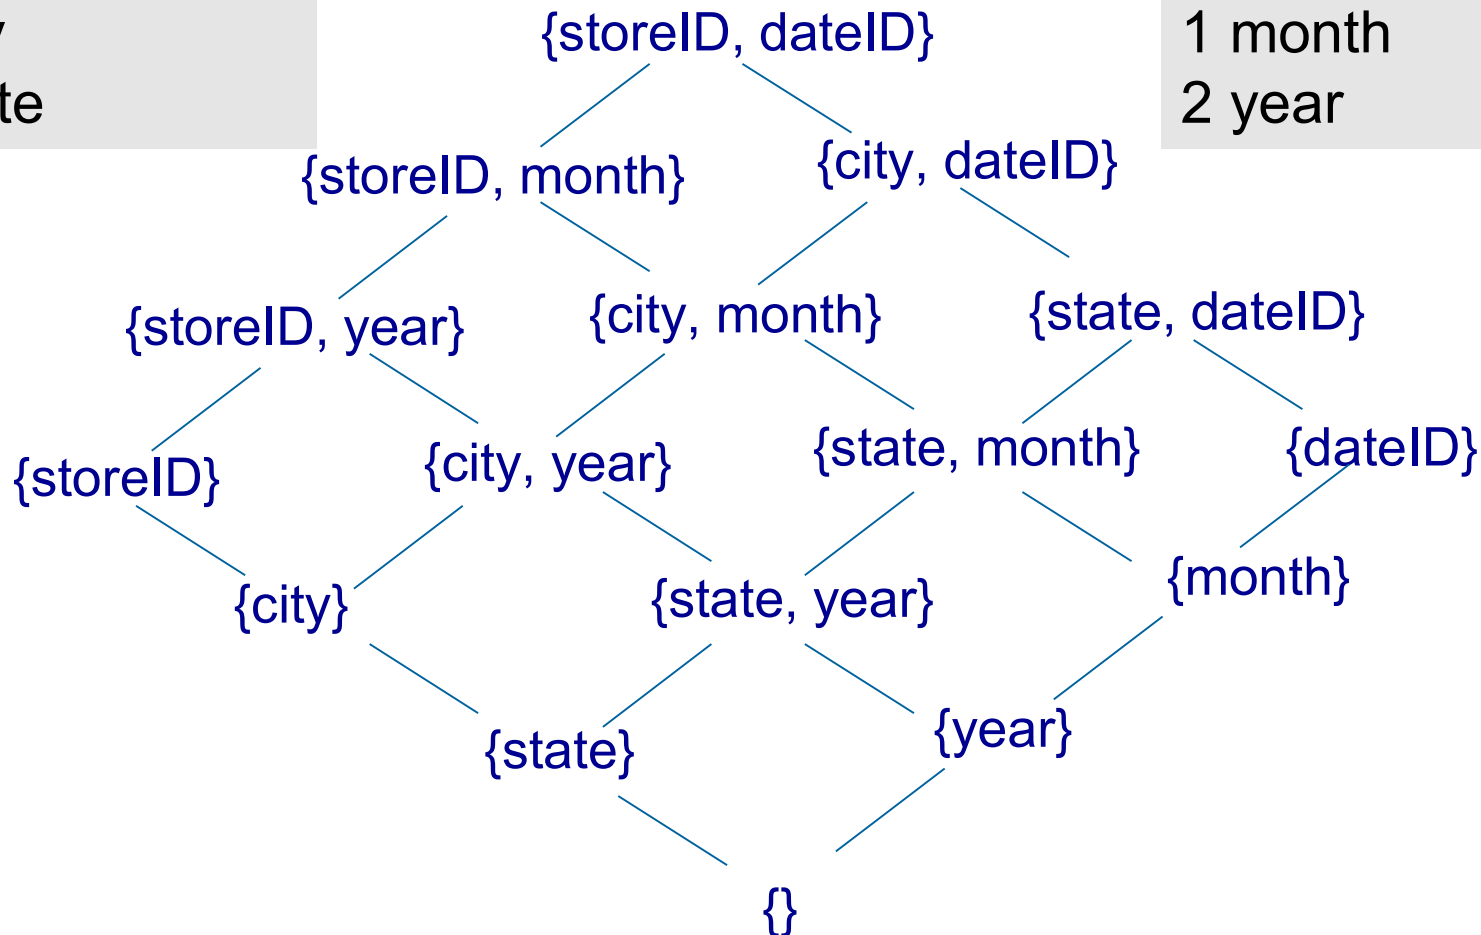 {storeID, dateID}
1 month
2 year
{storeID, month}
{city, dateID}
{storeID, year}
{city, month}
{state, dateID}
{storeID}
{city, year}
{state, month}
{dateID}
{city}
{state, year}
{month}
{state}
{year}
{}